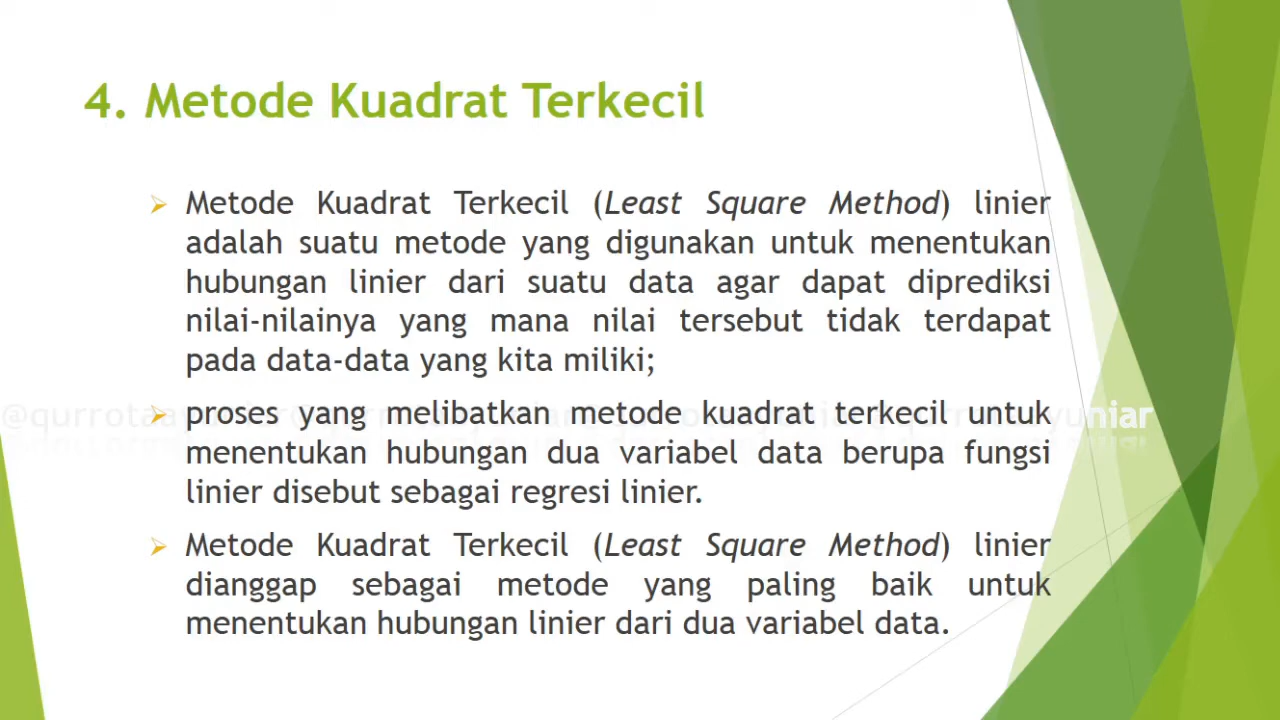 4. Metode Kuadrat Terkecil
Metode Kuadrat Terkecil (Least Square Method) linier
adalah suatu metode yang digunakan untuk menentukan
hubungan linier dari suatu data agar dapat diprediksi
nilai-nilainya yang mana nilai tersebut tidak terdapat
pada data-data yang kita miliki;
proses yang melibatkan metode kuadrat terkecil untuk
menentukan hubungan dua variabel data berupa fungsi
linier disebut sebagai regresi linier.
Metode Kuadrat Terkecil (Least Square Method) linier
dianggap sebagai metode yang paling baik untuk
menentukan hubungan linier dari dua variabel data.